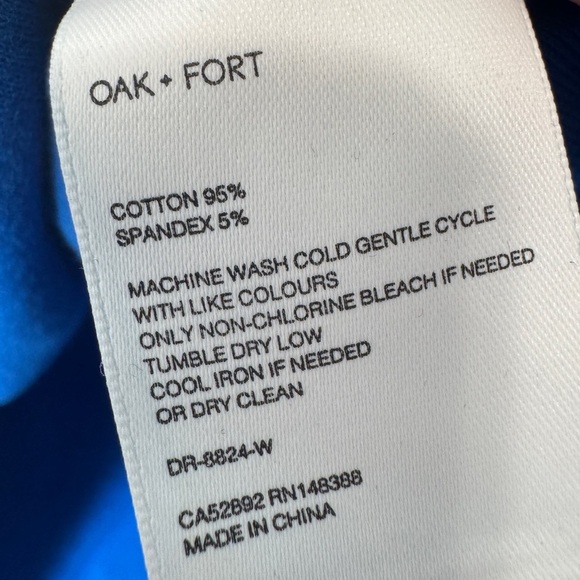 OAK + FORT
COTTON 95%
SPANDEX 5%
MACHINE WASH COLD GENTLE CYCLE
WITH LIKE COLOURS
ONLY NON-CHLORINE BLEACH IF NEEDED
TUMBLE DRY LOW
COOL IRON IF NEEDED
OR DRY CLEAN
DR-8824-W
CA52892 RN148388
MADE IN CHINA